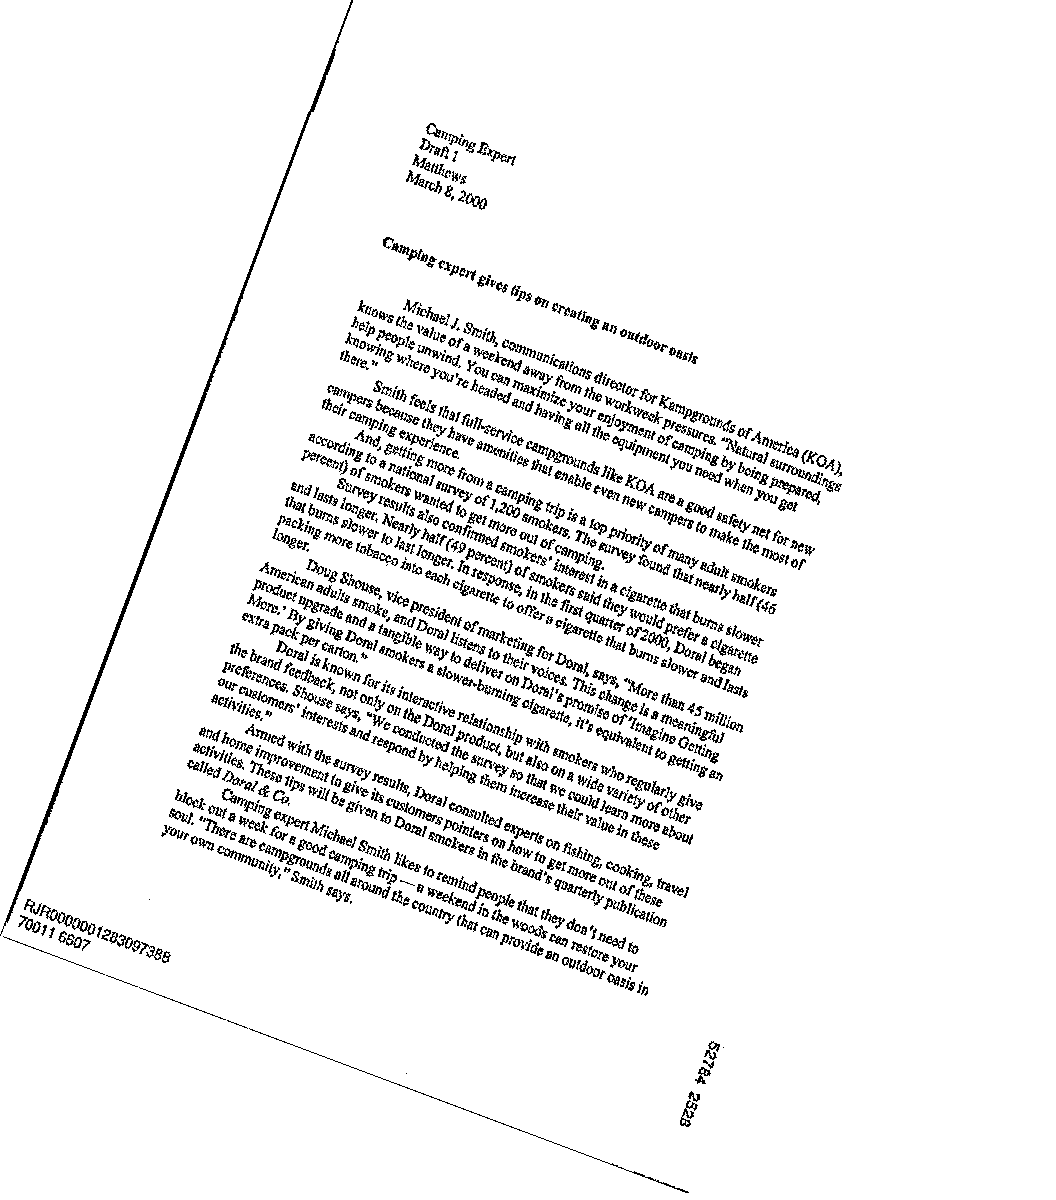 Camping Expert
Draft 1
Matthews
March 8, 2000
Camping expert gives tips on creating an outdoor oasis
Michael J. Smith, communications director for Kampgrounds of America (KOA),
knows the value of a weekend away from the workweek pressures. "Natural surroundings
help people unwind. You can maximize your enjoyment of camping by being prepared,
knowing where you're headed and having all the equipment you need when you get
there."
Smith feels that full-service campgrounds like KOA are a good safety net for new
campers because they have amenities that enable even new campers to make the most of
their camping experience.
And, getting more from a camping trip is a top priority of many adult smokers
according to a national survey of 1,200 smokers. The survey found that nearly half (46
percent) of smokers wanted to get more out of camping.
Survey results also confirmed smokers' interest in a cigarette that burns slower
and lasts longer. Nearly half (49 percent) of smokers said they would prefer a cigarette
that burns slower to last longer. In response, in the first quarter of 2000, Doral began
packing more tobacco into each cigarette to offer a cigarette that burns slower and lasts
longer.
Doug Shouse, vice president of marketing for Doral, says, "More than 45 million
American adults smoke, and Doral listens to their voices. This change is a meaningful
product upgrade and a tangible way to deliver on Doral's promise of 'Imagine Getting
More.' By giving Doral smokers a slower-burning cigarette, it's equivalent to getting an
extra pack per carton."
Doral is known for its interactive relationship with smokers who regularly give
the brand feedback, not only on the Doral product, but also on a wide variety of other
preferences. Shouse says, "We conducted the survey so that we could learn more about
our customers' interests and respond by helping them increase their value in these
activities."
Armed with the survey results, Doral consulted experts on fishing, cooking, travel
and home improvement to give its customers pointers on how to get more out of these
activities. These tips will be given to Doral smokers in the brand's quarterly publication
called Doral & Co.
Camping expert Michael Smith likes to remind people that they don't need to
block out a week for a good camping trip — a weekend in the woods can restore your
soul. "There are campgrounds all around the country that can provide an outdoor oasis in
your own community," Smith says.
RJR0000001283097388
70011 6507
52784 2528